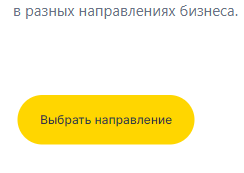 в разных направлениях бизнеса.
Выбрать направление